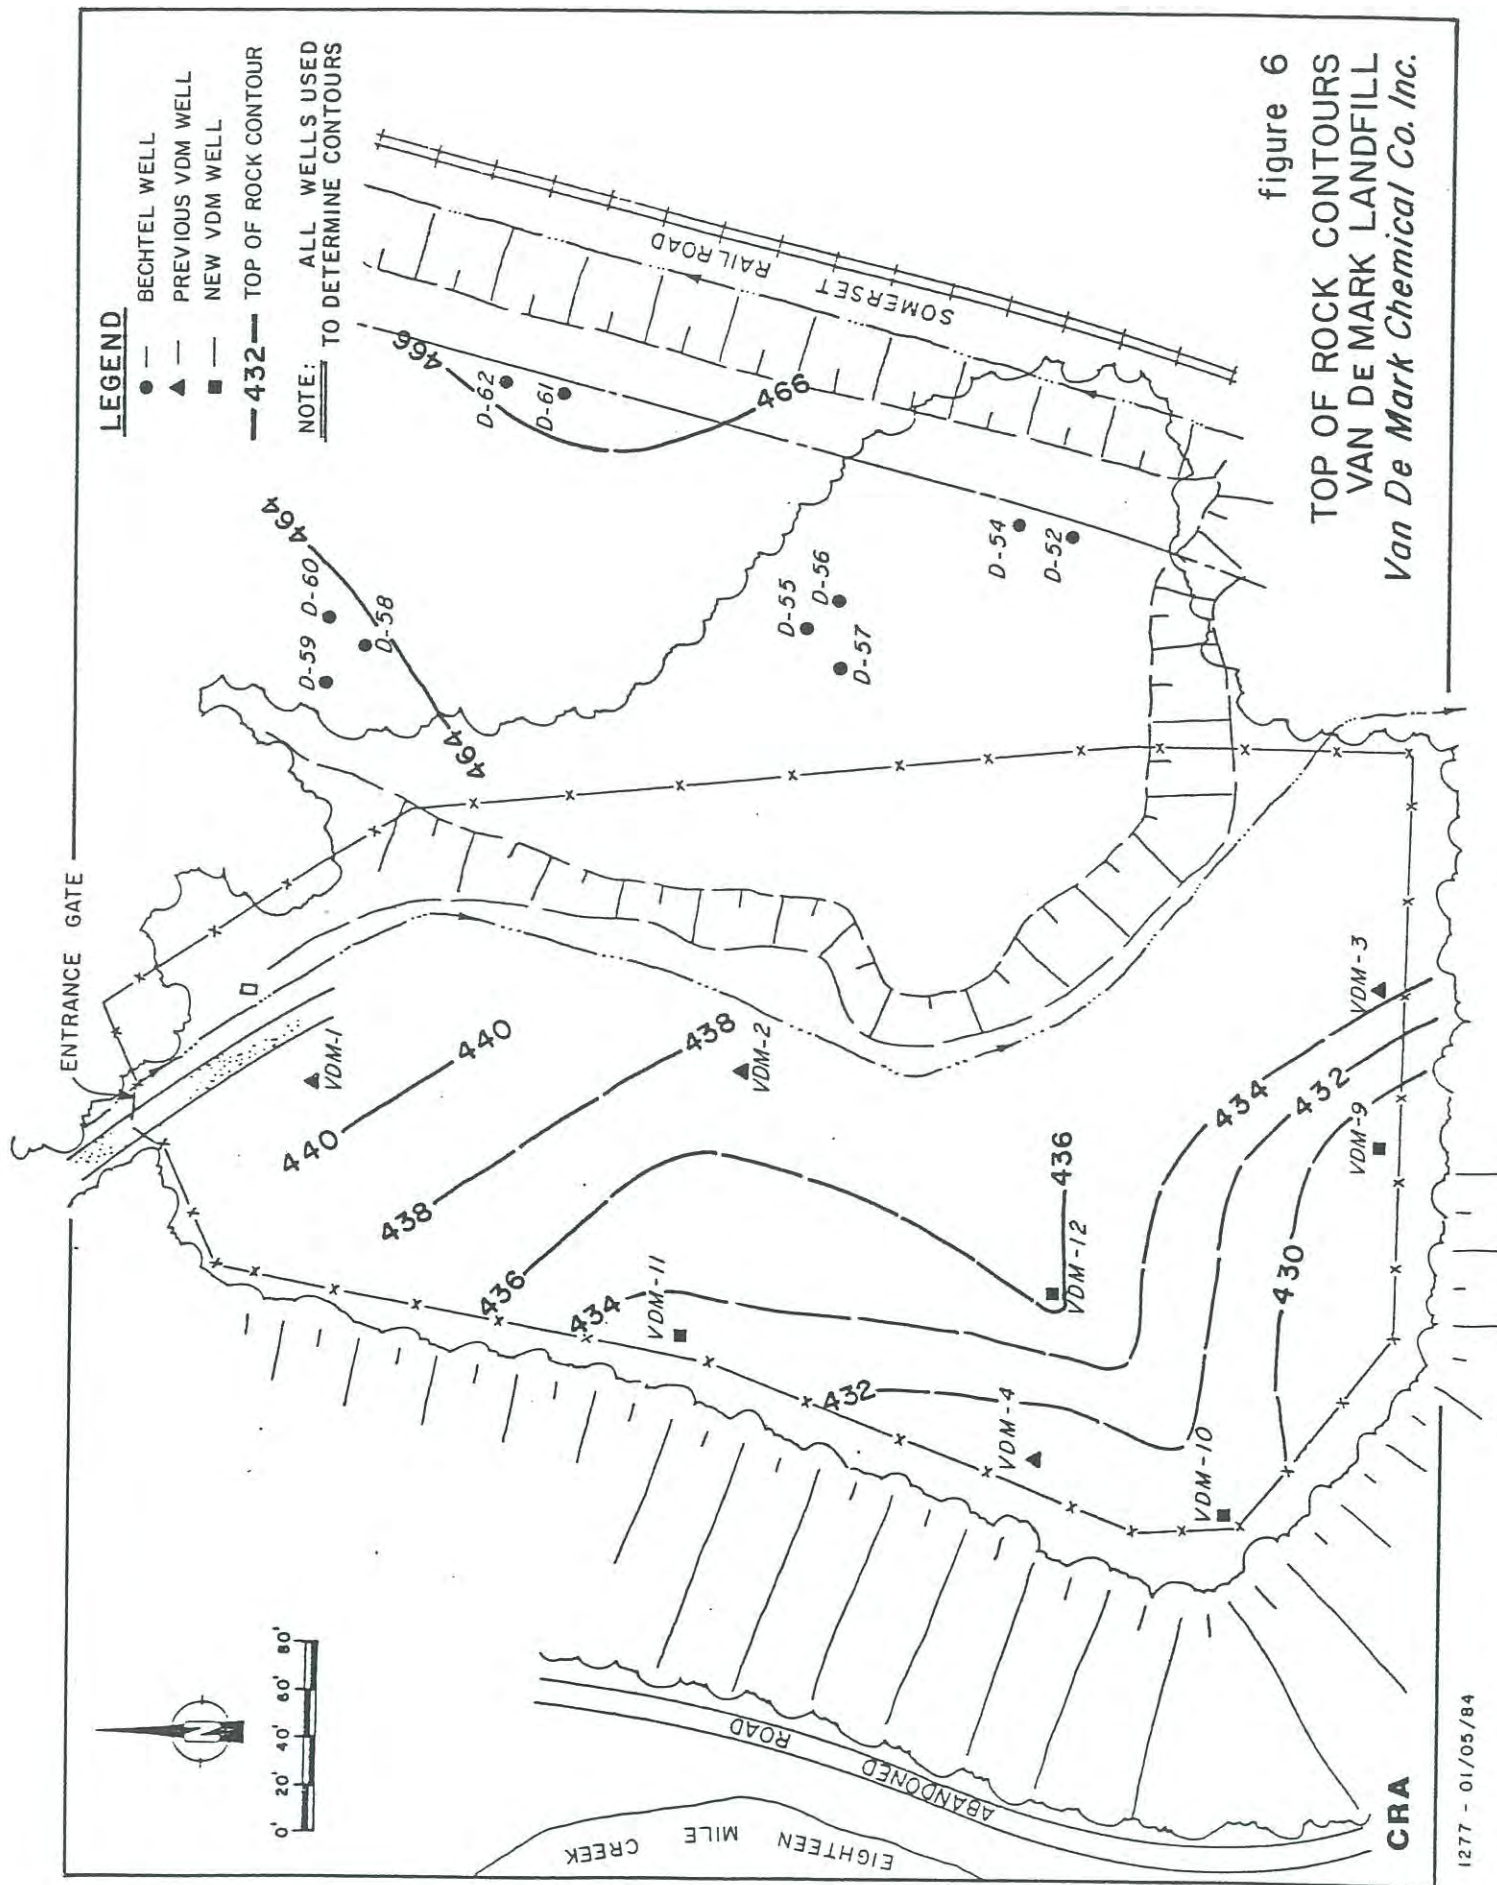 LEGEND
● — BECHTEL WELL
▲ — PREVIOUS VDM WELL
■ — NEW VDM WELL
—432— TOP OF ROCK CONTOUR
NOTE: ALL WELLS USED
TO DETERMINE CONTOURS
ENTRANCE GATE
466
D-62
D-61
466
SOMERSET RAILROAD
464
D-60
D-59
D-58
464
D-55
D-56
D-57
D-54
D-52
VDM-1
440
440
438
438
VDM-2
436
436
434
434
VDM-11
VDM-12
432
432
VDM-3
VDM-9
430
VDM-4
VDM-10
N
0' 20' 40' 60' 80'
ABANDONED ROAD
EIGHTEEN MILE CREEK
figure 6
TOP OF ROCK CONTOURS
VAN DE MARK LANDFILL
Van De Mark Chemical Co. Inc.
CRA
1277 - 01/05/84